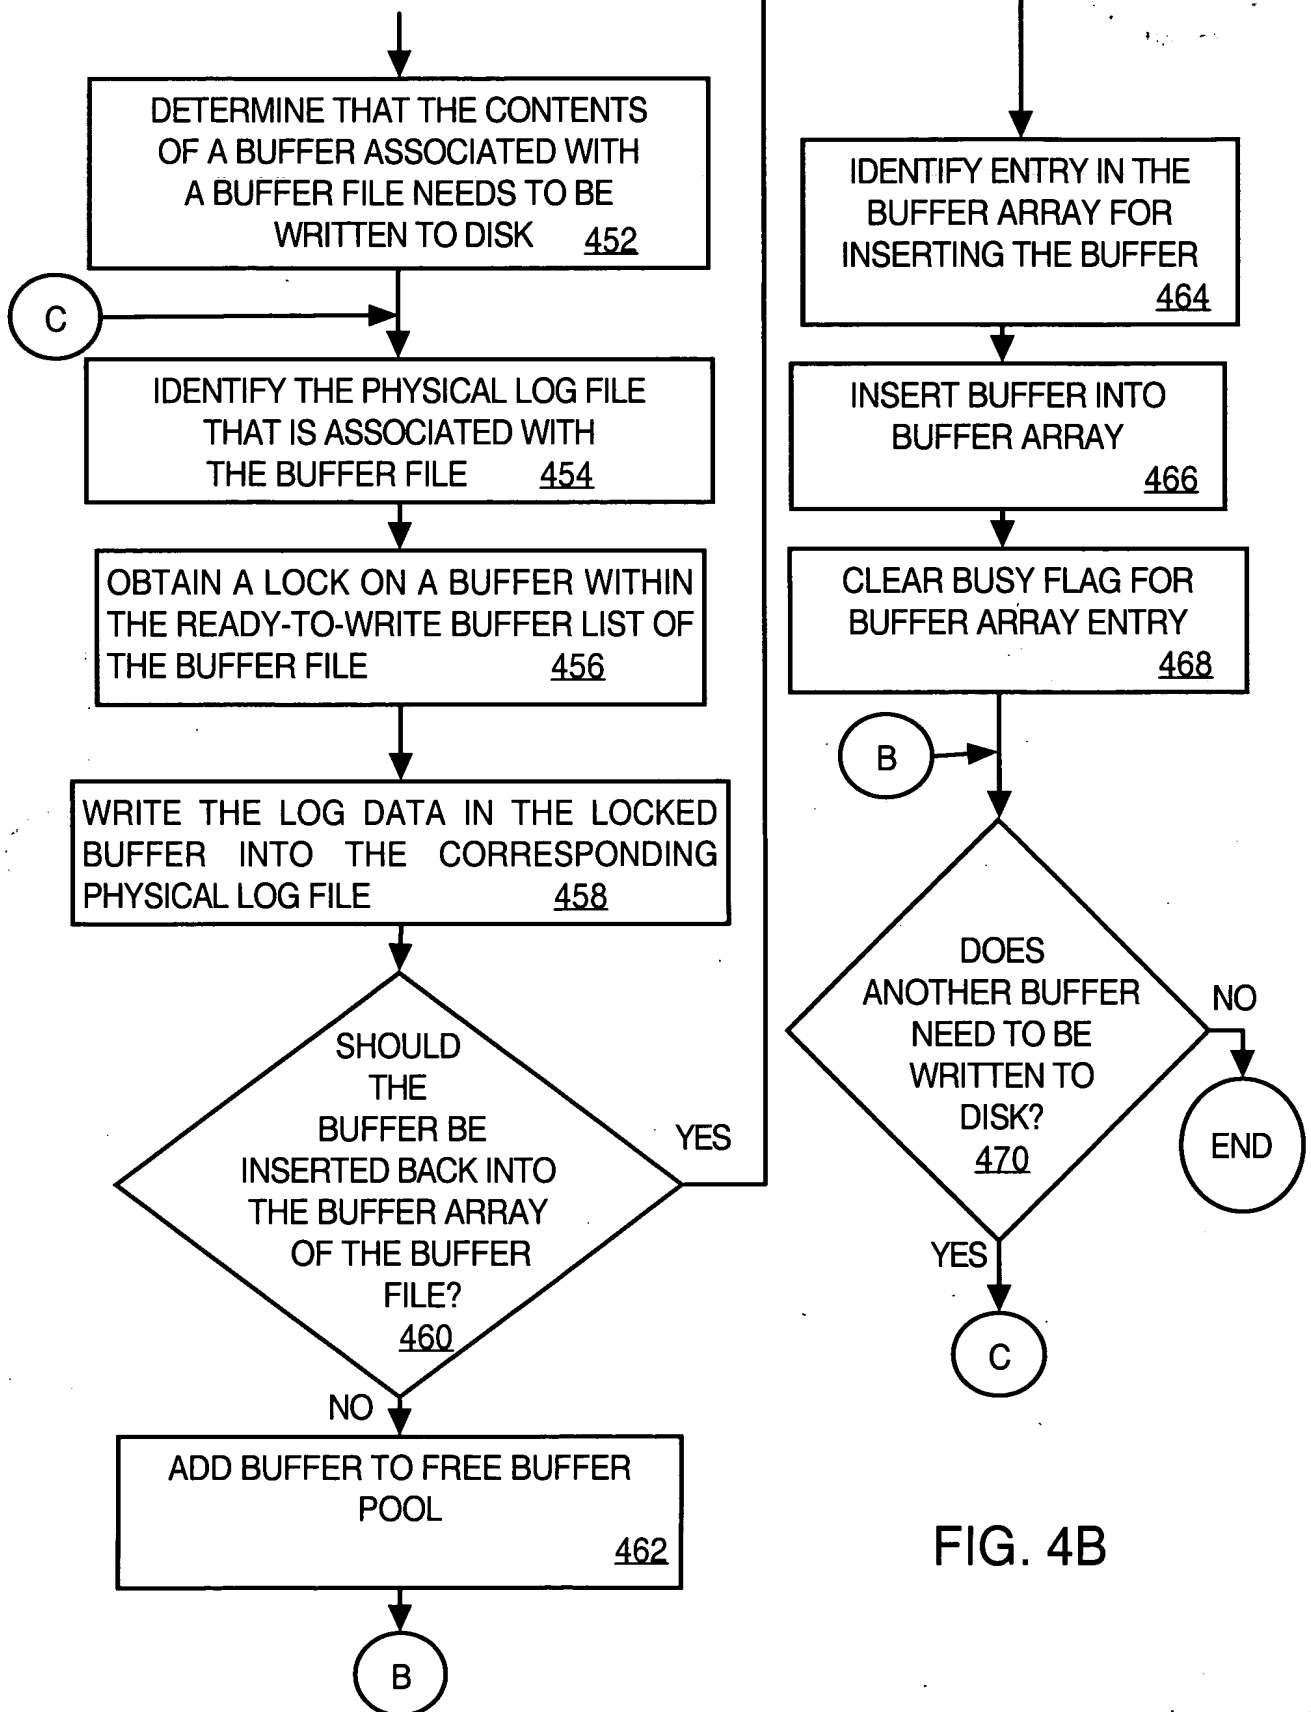 DETERMINE THAT THE CONTENTS
OF A BUFFER ASSOCIATED WITH
A BUFFER FILE NEEDS TO BE
WRITTEN TO DISK 452
C
IDENTIFY THE PHYSICAL LOG FILE
THAT IS ASSOCIATED WITH
THE BUFFER FILE 454
OBTAIN A LOCK ON A BUFFER WITHIN
THE READY-TO-WRITE BUFFER LIST OF
THE BUFFER FILE 456
WRITE THE LOG DATA IN THE LOCKED
BUFFER INTO THE CORRESPONDING
PHYSICAL LOG FILE 458
SHOULD
THE
BUFFER BE
INSERTED BACK INTO
THE BUFFER ARRAY
OF THE BUFFER
FILE?
460
YES
NO
ADD BUFFER TO FREE BUFFER
POOL
462
B
IDENTIFY ENTRY IN THE
BUFFER ARRAY FOR
INSERTING THE BUFFER
464
INSERT BUFFER INTO
BUFFER ARRAY
466
CLEAR BUSY FLAG FOR
BUFFER ARRAY ENTRY
468
B
DOES
ANOTHER BUFFER
NEED TO BE
WRITTEN TO
DISK?
470
NO
END
YES
C
FIG. 4B